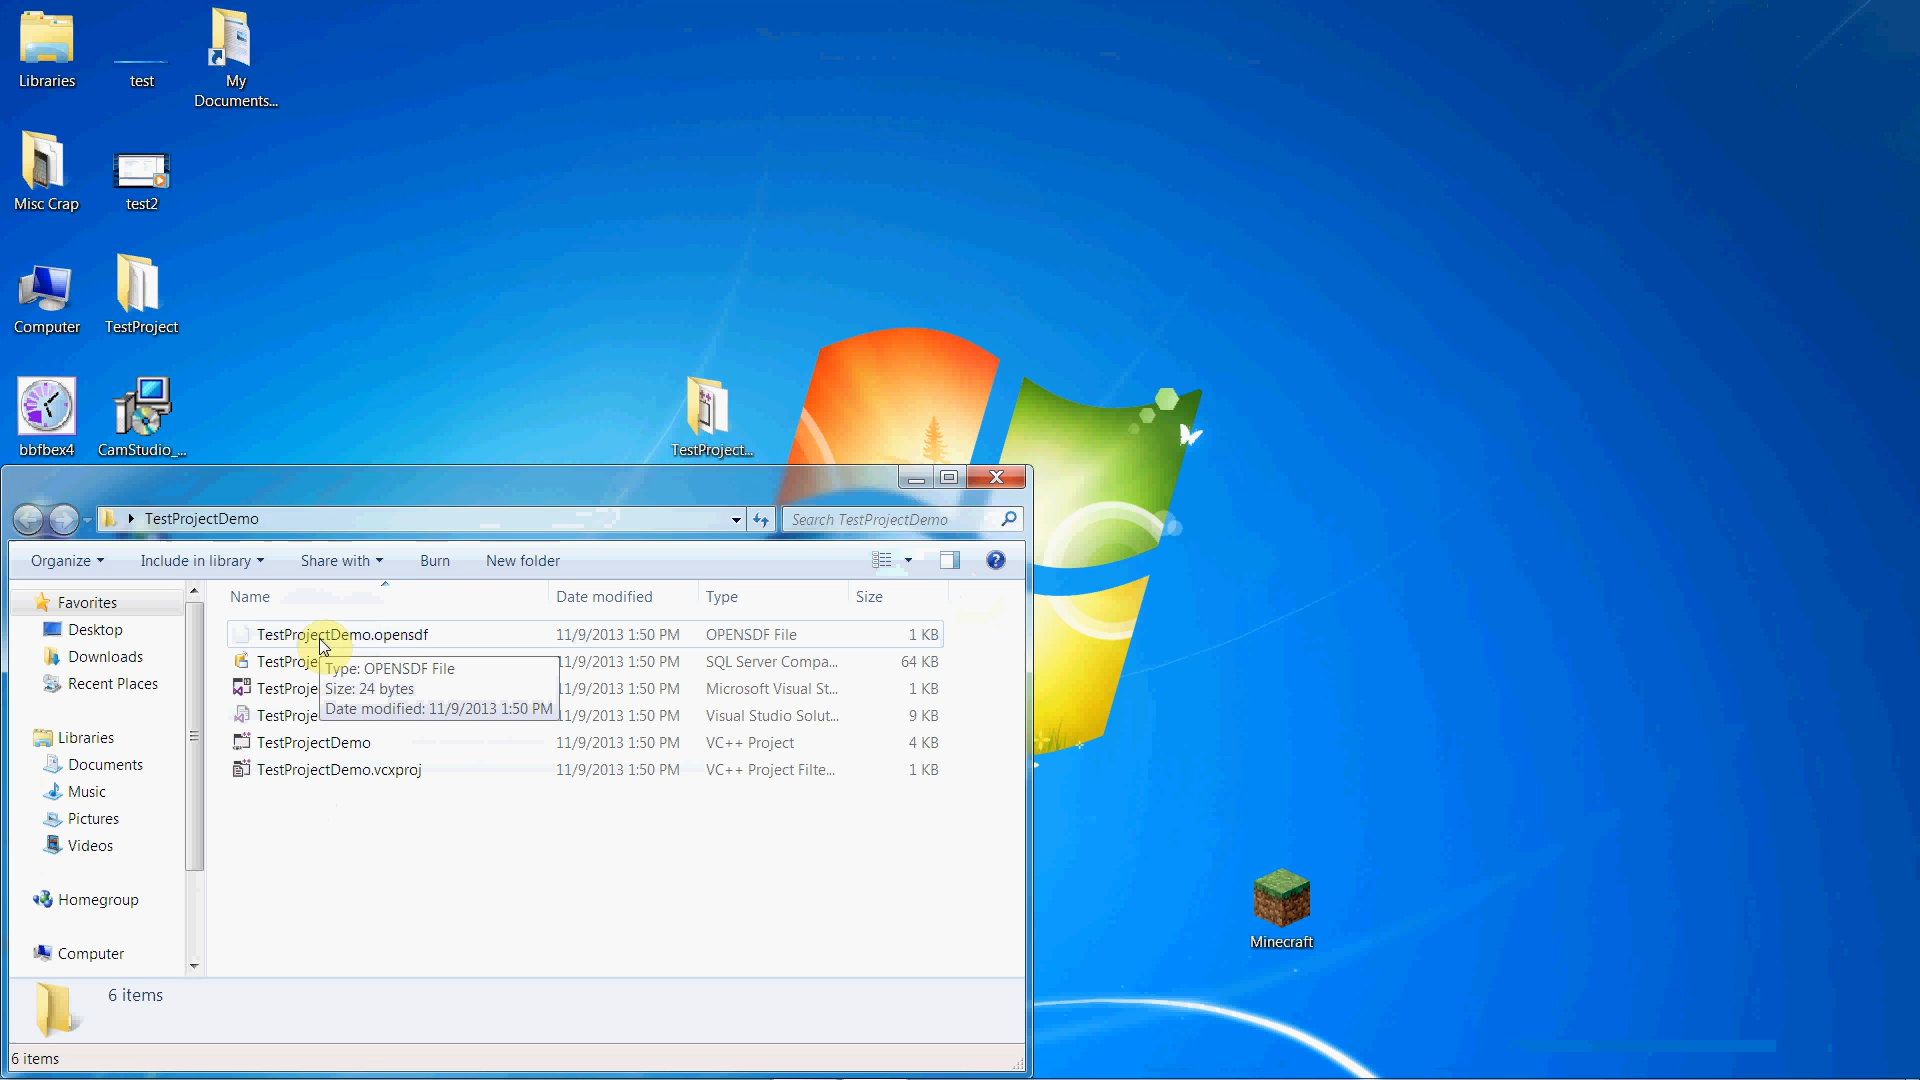 Libraries
test
My
Documents...
Misc Crap
test2
Computer
TestProject
bbfbex4
CamStudio_...
TestProject...
TestProjectDemo
Search TestProjectDemo
Organize
Include in library
Share with
Burn
New folder
Name
Date modified
Type
Size
Favorites
Desktop
Downloads
Recent Places
Libraries
Documents
Music
Pictures
Videos
Homegroup
Computer
TestProjectDemo.opensdf 11/9/2013 1:50 PM OPENSDF File 1 KB
TestProje 11/9/2013 1:50 PM SQL Server Compa... 64 KB
TestProje 11/9/2013 1:50 PM Microsoft Visual St... 1 KB
TestProje 11/9/2013 1:50 PM Visual Studio Solut... 9 KB
TestProjectDemo 11/9/2013 1:50 PM VC++ Project 4 KB
TestProjectDemo.vcxproj 11/9/2013 1:50 PM VC++ Project Filte... 1 KB
Type: OPENSDF File
Size: 24 bytes
Date modified: 11/9/2013 1:50 PM
6 items
6 items
Minecraft